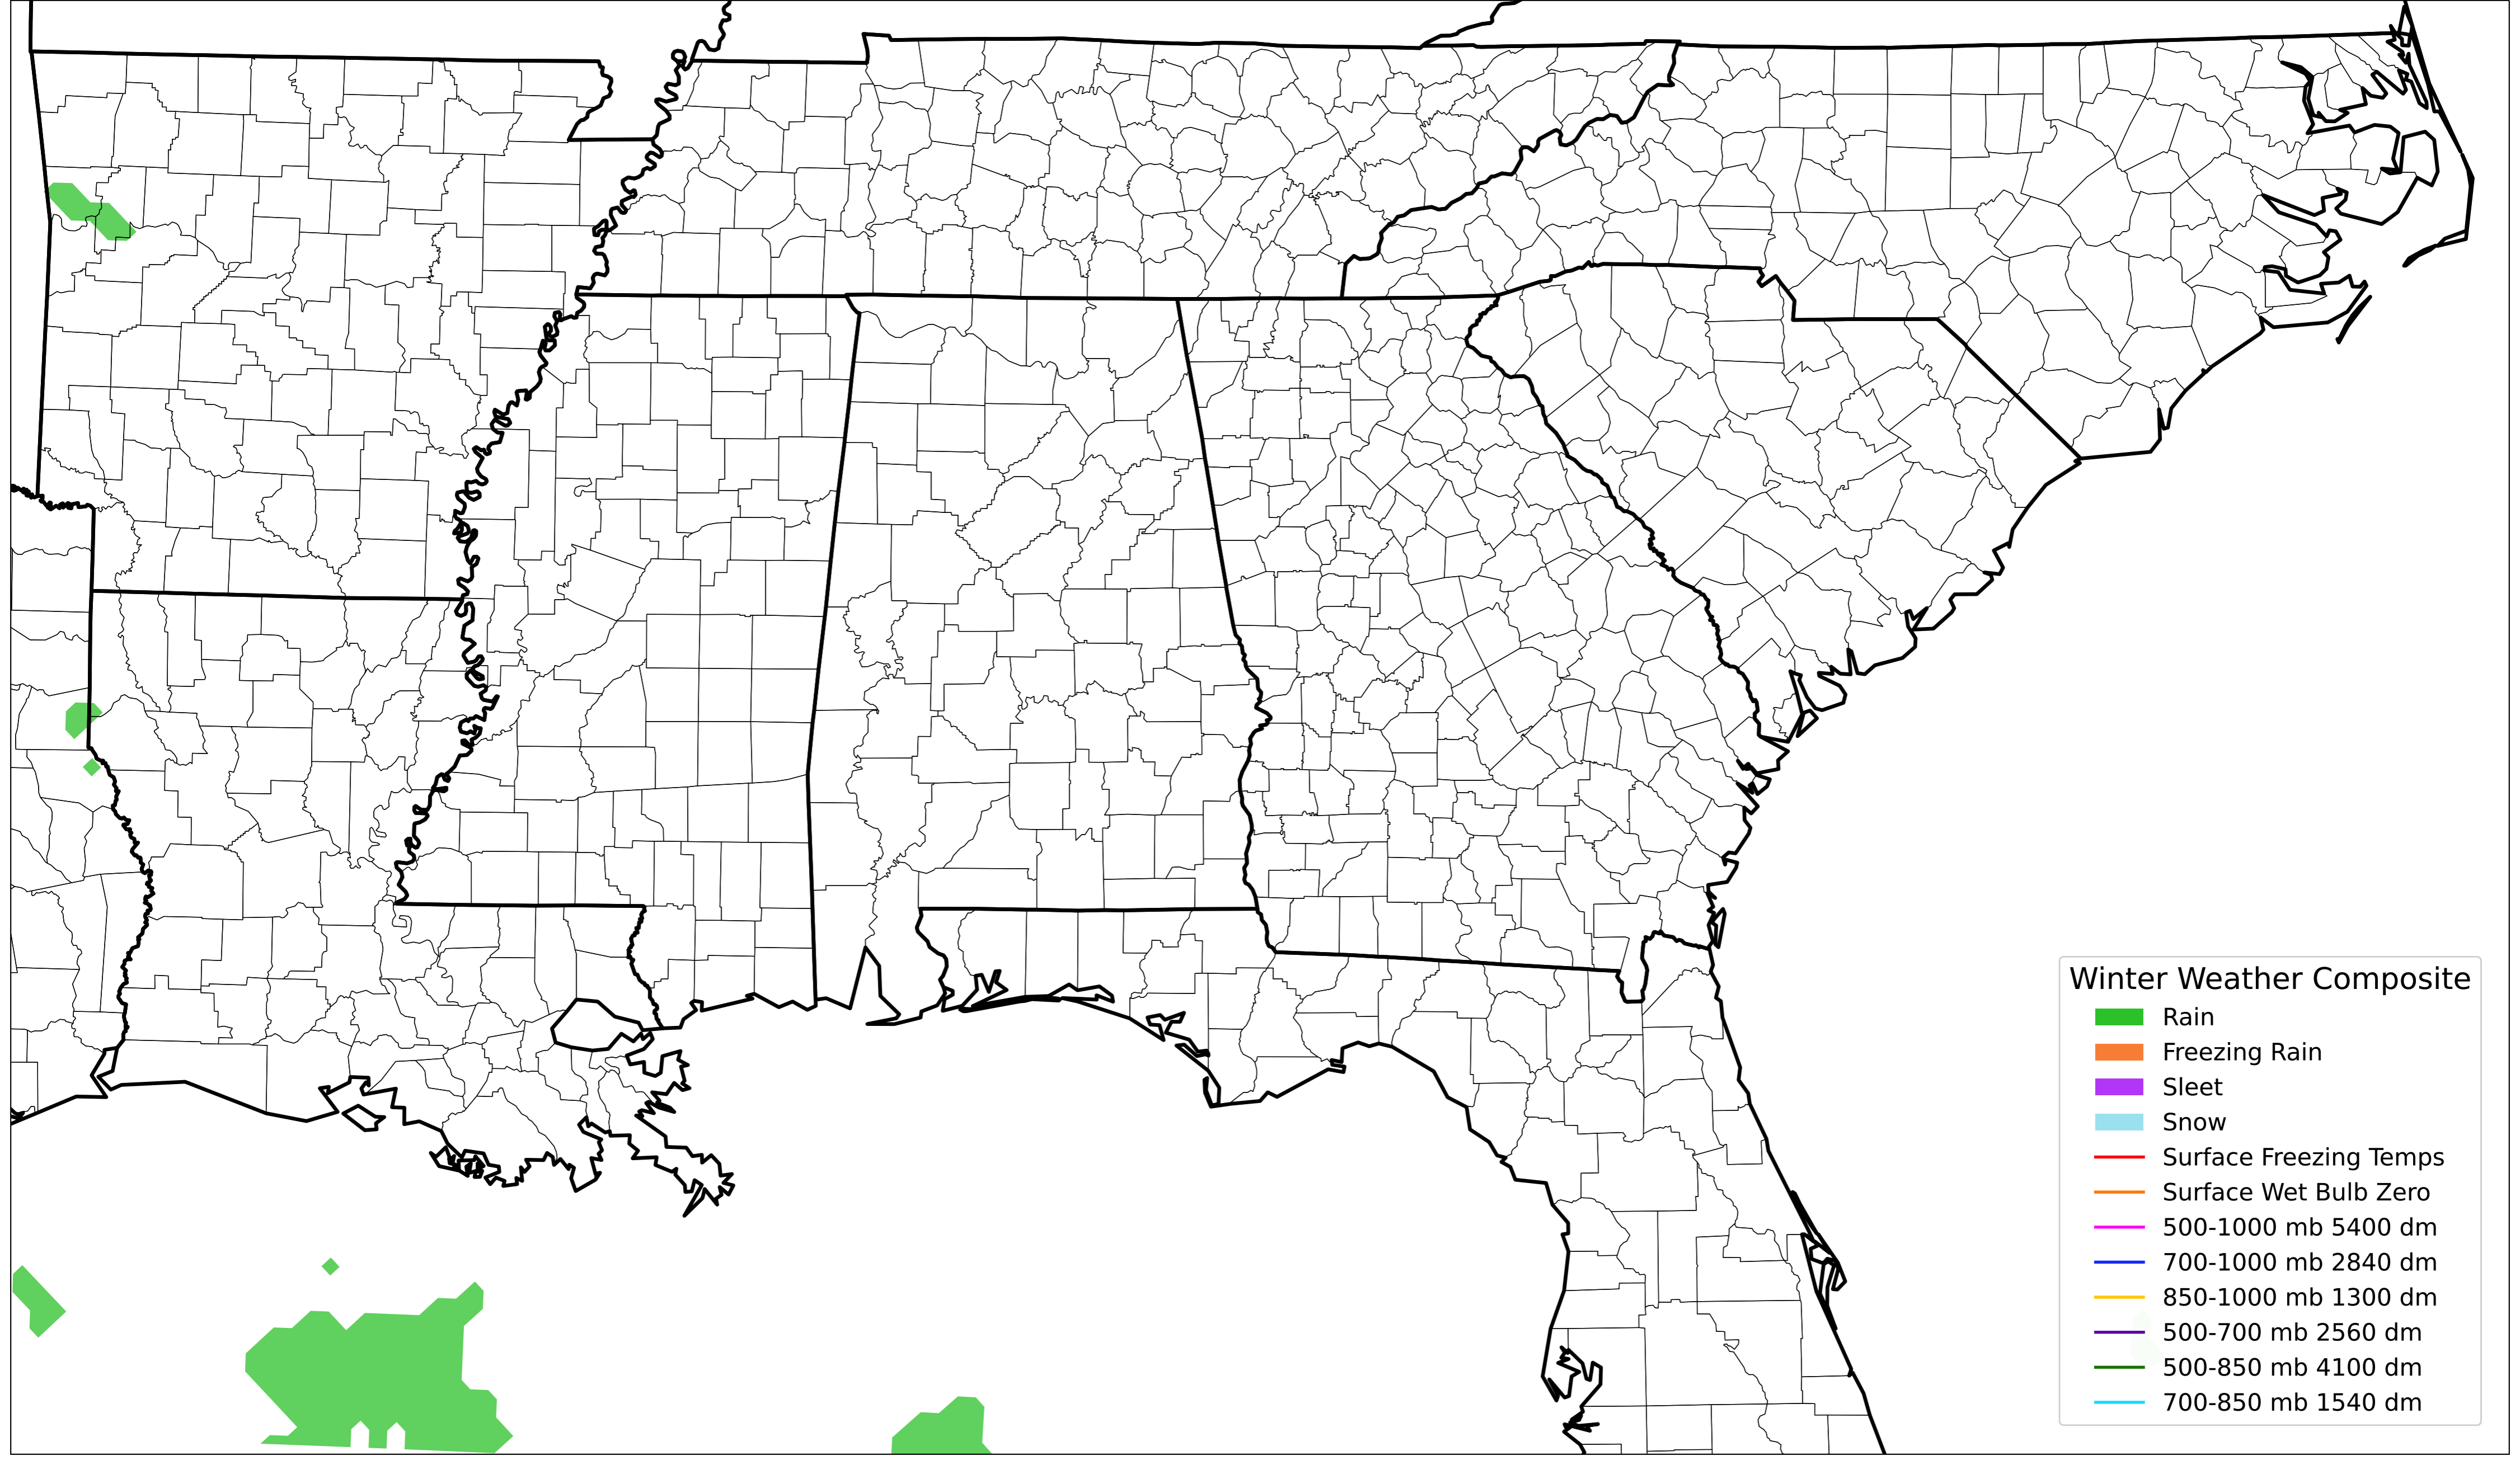 Winter Weather Composite
Rain
Freezing Rain
Sleet
Snow
Surface Freezing Temps
Surface Wet Bulb Zero
500-1000 mb 5400 dm
700-1000 mb 2840 dm
850-1000 mb 1300 dm
500-700 mb 2560 dm
500-850 mb 4100 dm
700-850 mb 1540 dm